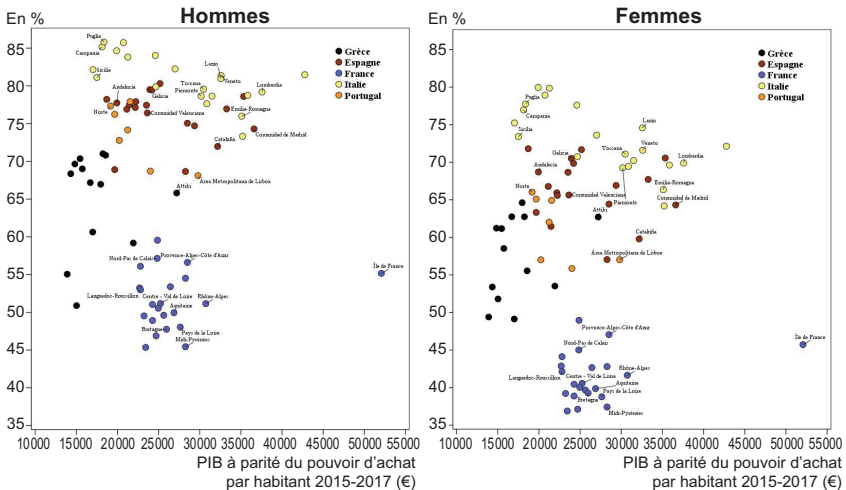 Hommes
En %
85
80
75
70
65
60
55
50
45
40
35
10000 15000 20000 25000 30000 35000 40000 45000 50000 55000
PIB à parité du pouvoir d'achat
par habitant 2015-2017 (€)
Grèce
Espagne
France
Italie
Portugal
Puglia
Campania
Sicilia
Andalucia
Galicia
Norte
Comunidad Valenciana
Lazio
Veneto
Toscana
Piemonte
Lombardia
Emilia-Romagna
Comunidad de Madrid
Cataluña
Área Metropolitana de Lisboa
Attiki
Nord-Pas de Calais
Provence-Alpes-Côte d'Azur
Île de France
Languedoc-Roussillon
Centre - Val de Loire
Rhône-Alpes
Aquitaine
Bretagne
Pays de la Loire
Midi-Pyrénées
Femmes
En %
85
80
75
70
65
60
55
50
45
40
35
10000 15000 20000 25000 30000 35000 40000 45000 50000 55000
PIB à parité du pouvoir d'achat
par habitant 2015-2017 (€)
Grèce
Espagne
France
Italie
Portugal
Puglia
Campania
Sicilia
Lazio
Galicia
Toscana
Veneto
Andalucia
Lombardia
Norte
Comunidad Valenciana
Piemonte
Emilia-Romagna
Comunidad de Madrid
Attiki
Cataluña
Área Metropolitana de Lisboa
Provence-Alpes-Côte d'Azur
Nord-Pas de Calais
Île de France
Languedoc-Roussillon
Centre - Val de Loire
Rhône-Alpes
Aquitaine
Pays de la Loire
Bretagne
Midi-Pyrénées